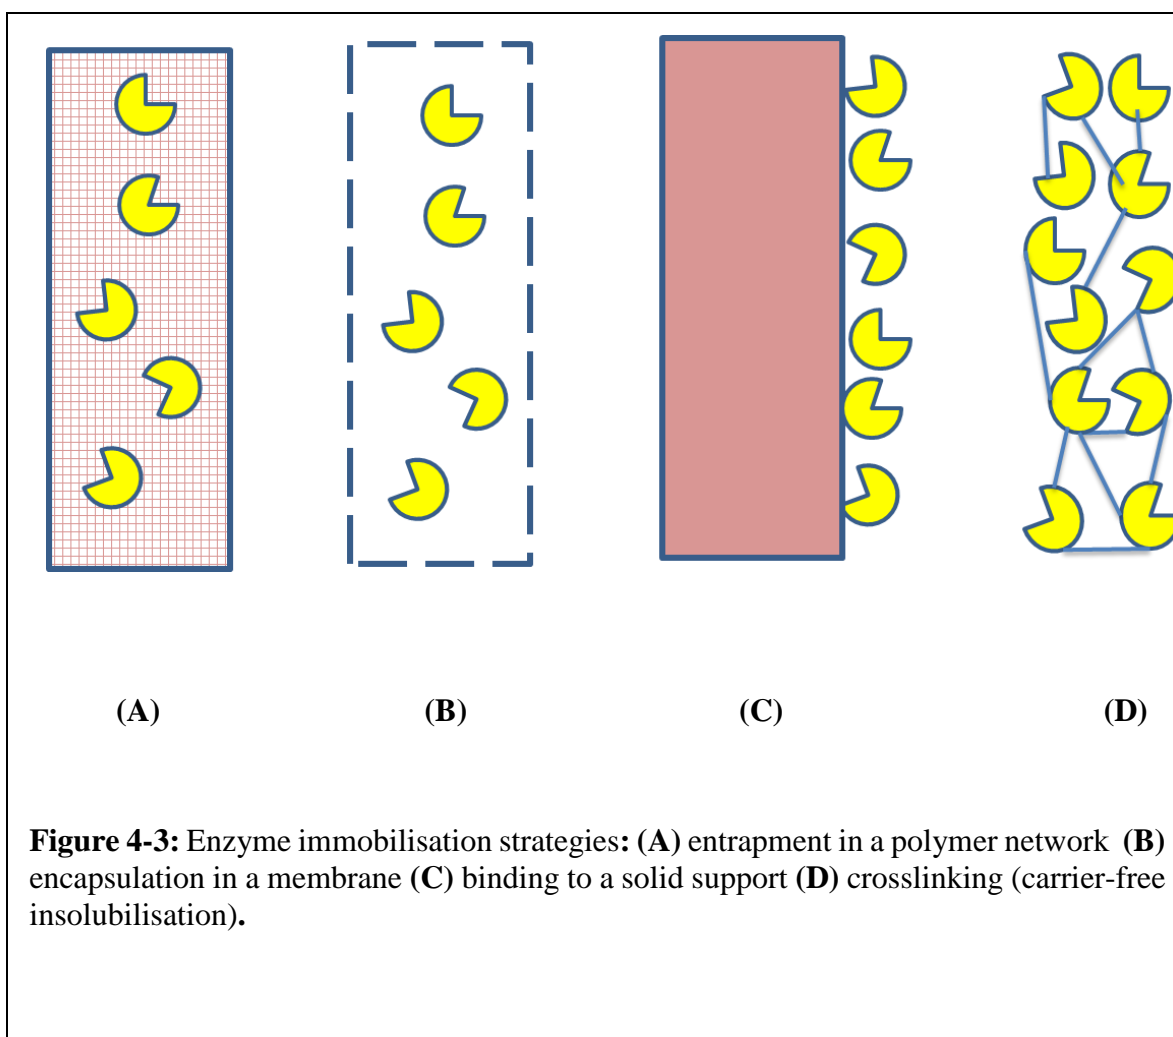 (A) (B) (C) (D)
Figure 4-3: Enzyme immobilisation strategies: (A) entrapment in a polymer network (B)
encapsulation in a membrane (C) binding to a solid support (D) crosslinking (carrier-free
insolubilisation).